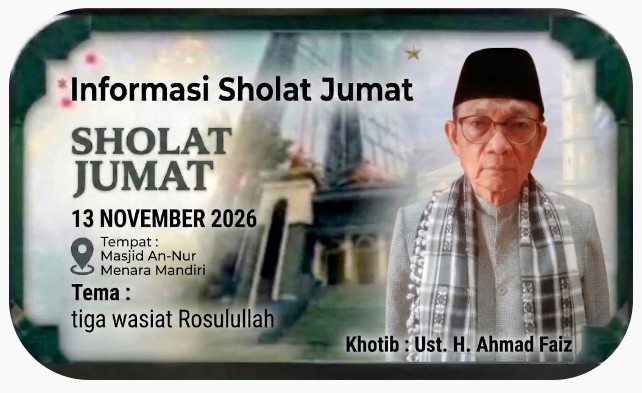 Informasi Sholat Jumat
SHOLAT
JUMAT
13 NOVEMBER 2026
Tempat :
Masjid An-Nur
Menara Mandiri
Tema :
tiga wasiat Rosulullah
Khotib : Ust. H. Ahmad Faiz